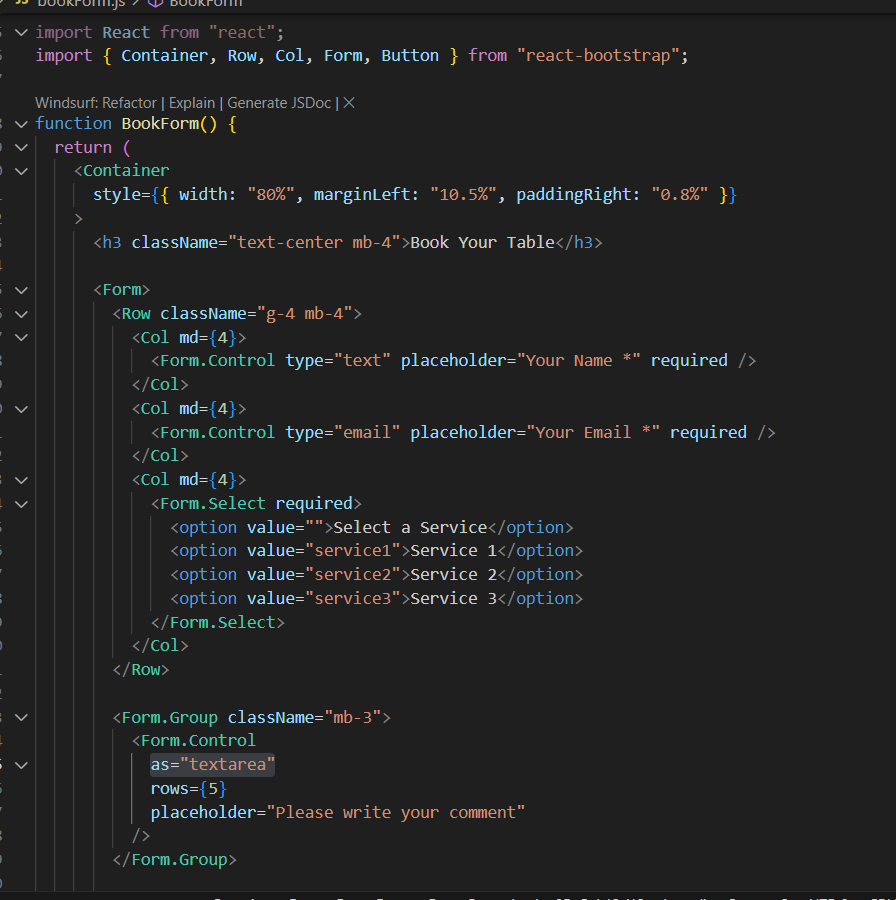 bookForm.js > BookForm
import React from "react";
import { Container, Row, Col, Form, Button } from "react-bootstrap";
Windsurf: Refactor | Explain | Generate JSDoc | ×
function BookForm() {
return (
<Container
style={{ width: "80%", marginLeft: "10.5%", paddingRight: "0.8%" }}
>
<h3 className="text-center mb-4">Book Your Table</h3>
<Form>
<Row className="g-4 mb-4">
<Col md={4}>
<Form.Control type="text" placeholder="Your Name *" required />
</Col>
<Col md={4}>
<Form.Control type="email" placeholder="Your Email *" required />
</Col>
<Col md={4}>
<Form.Select required>
<option value="">Select a Service</option>
<option value="service1">Service 1</option>
<option value="service2">Service 2</option>
<option value="service3">Service 3</option>
</Form.Select>
</Col>
</Row>
<Form.Group className="mb-3">
<Form.Control
as="textarea"
rows={5}
placeholder="Please write your comment"
/>
</Form.Group>